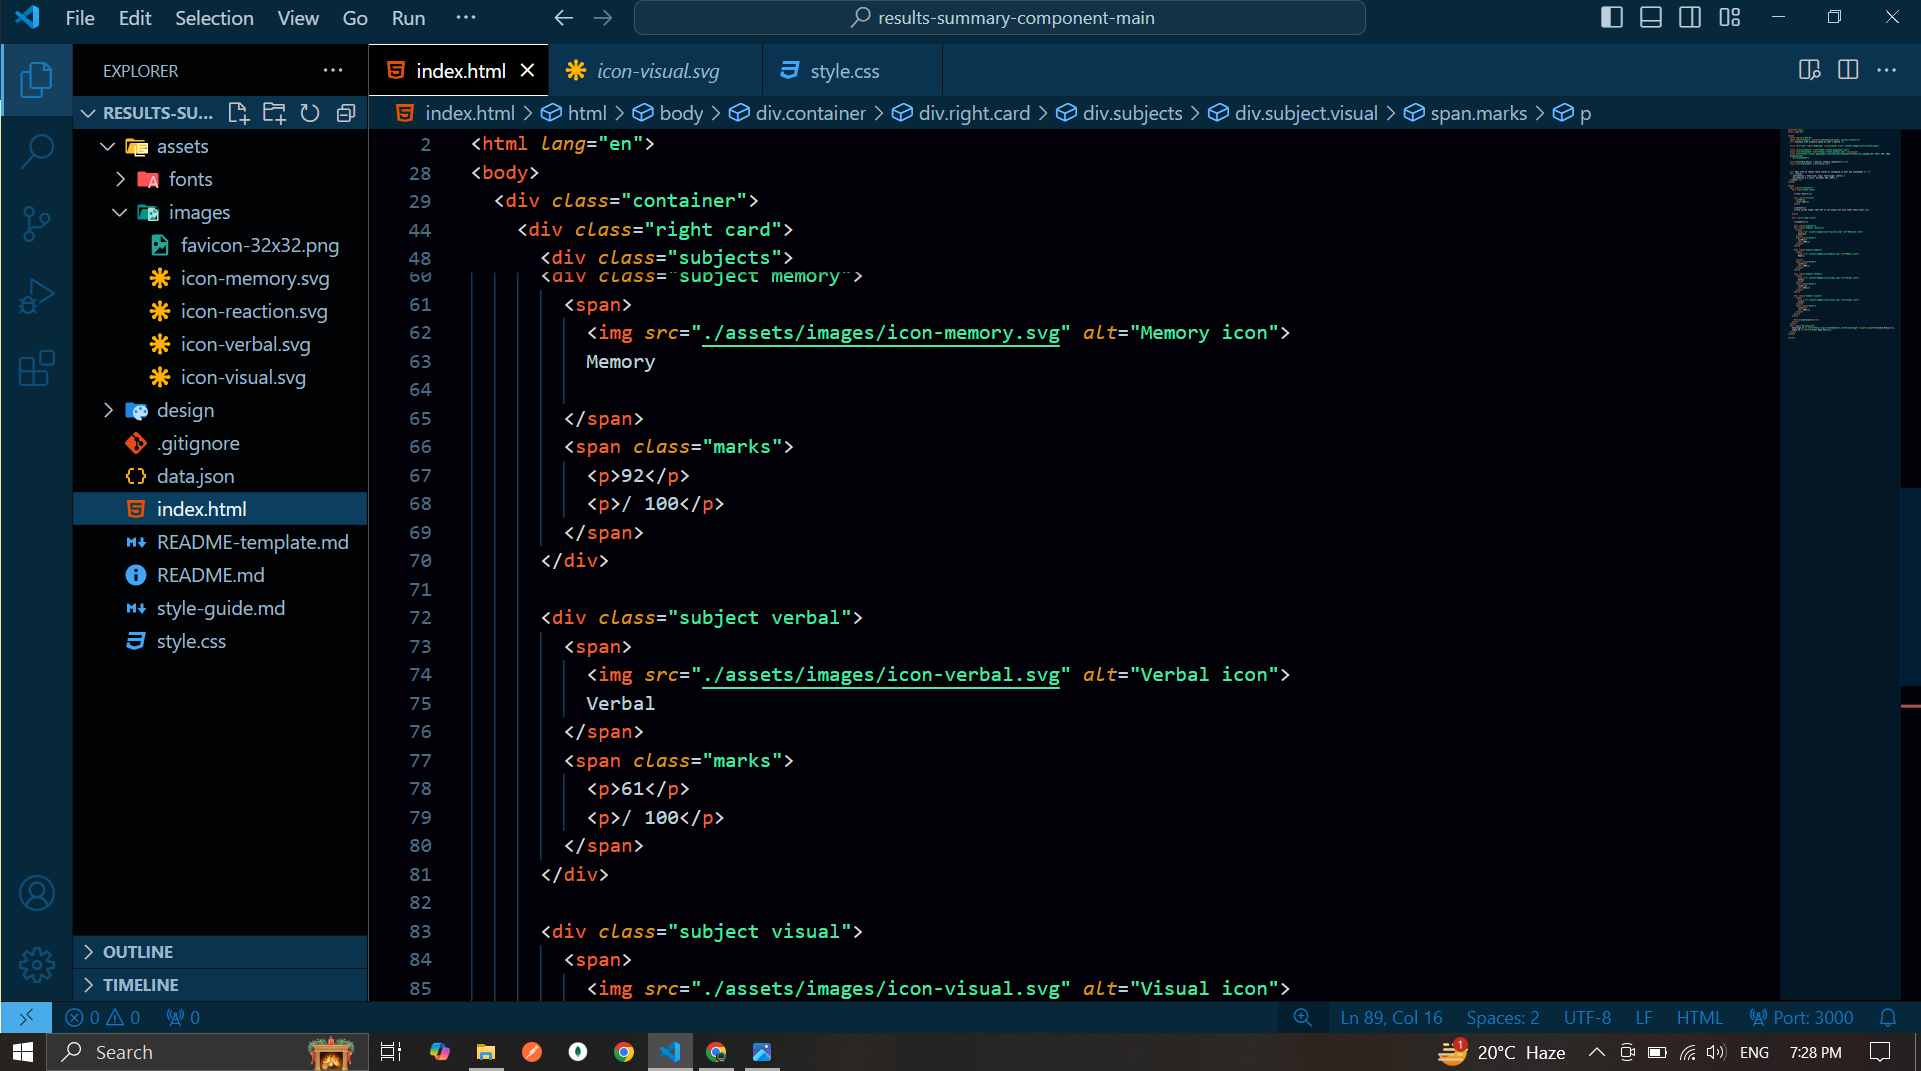 File Edit Selection View Go Run ··· results-summary-component-main
EXPLORER ···
index.html
icon-visual.svg
style.css
RESULTS-SU...
index.html > html > body > div.container > div.right.card > div.subjects > div.subject.visual > span.marks > p
assets
fonts
images
favicon-32x32.png
icon-memory.svg
icon-reaction.svg
icon-verbal.svg
icon-visual.svg
design
.gitignore
data.json
index.html
README-template.md
README.md
style-guide.md
style.css
OUTLINE
TIMELINE
2 <html lang="en">
28 <body>
29 <div class="container">
44 <div class="right card">
48 <div class="subjects">
60 <div class="subject memory">
61 <span>
62 <img src="./assets/images/icon-memory.svg" alt="Memory icon">
63 Memory
64
65 </span>
66 <span class="marks">
67 <p>92</p>
68 <p>/ 100</p>
69 </span>
70 </div>
71
72 <div class="subject verbal">
73 <span>
74 <img src="./assets/images/icon-verbal.svg" alt="Verbal icon">
75 Verbal
76 </span>
77 <span class="marks">
78 <p>61</p>
79 <p>/ 100</p>
80 </span>
81 </div>
82
83 <div class="subject visual">
84 <span>
85 <img src="./assets/images/icon-visual.svg" alt="Visual icon">
0 0 0 Ln 89, Col 16 Spaces: 2 UTF-8 LF HTML Port: 3000
Search 1 20°C Haze ENG 7:28 PM